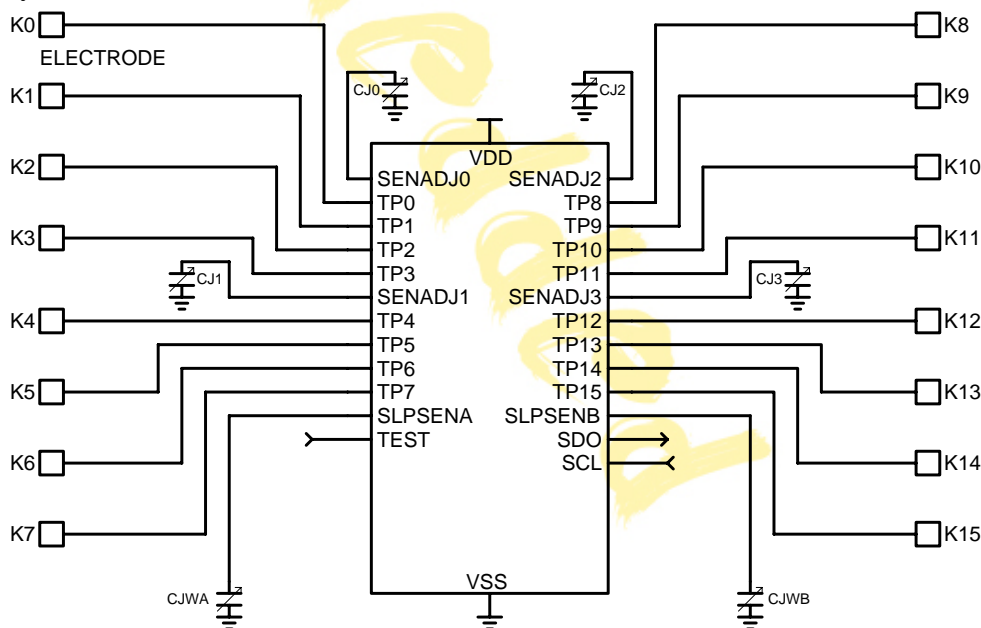 K0
ELECTRODE
K1
K2
K3
K4
K5
K6
K7
CJ0
CJ1
CJWA
VDD
SENADJ0
TP0
TP1
TP2
TP3
SENADJ1
TP4
TP5
TP6
TP7
SLPSENA
TEST
SENADJ2
TP8
TP9
TP10
TP11
SENADJ3
TP12
TP13
TP14
TP15
SLPSENB
SDO
SCL
VSS
CJ2
CJ3
CJWB
K8
K9
K10
K11
K12
K13
K14
K15